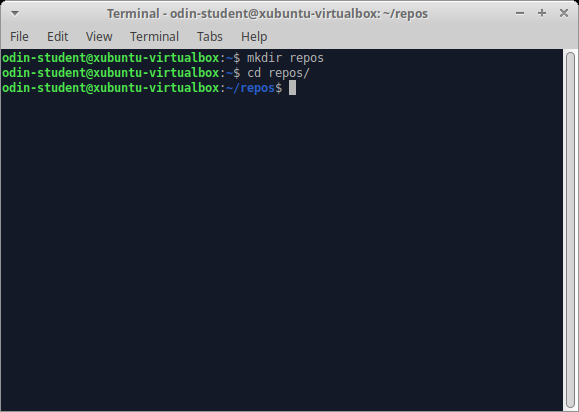 Terminal - odin-student@xubuntu-virtualbox: ~/repos
File Edit View Terminal Tabs Help
odin-student@xubuntu-virtualbox:~$ mkdir repos
odin-student@xubuntu-virtualbox:~$ cd repos/
odin-student@xubuntu-virtualbox:~/repos$